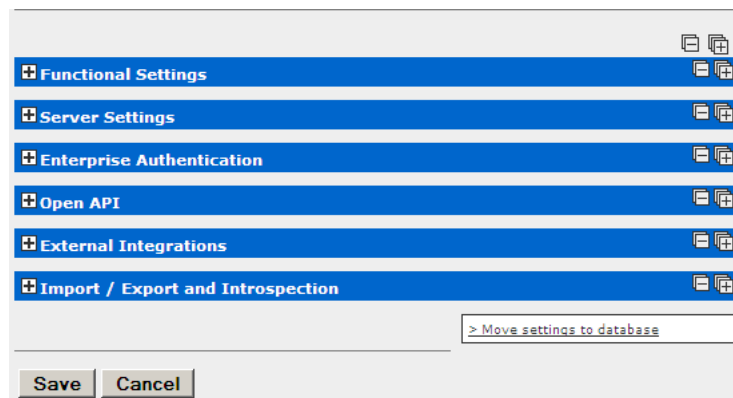 Functional Settings
Server Settings
Enterprise Authentication
Open API
External Integrations
Import / Export and Introspection
> Move settings to database
Save Cancel